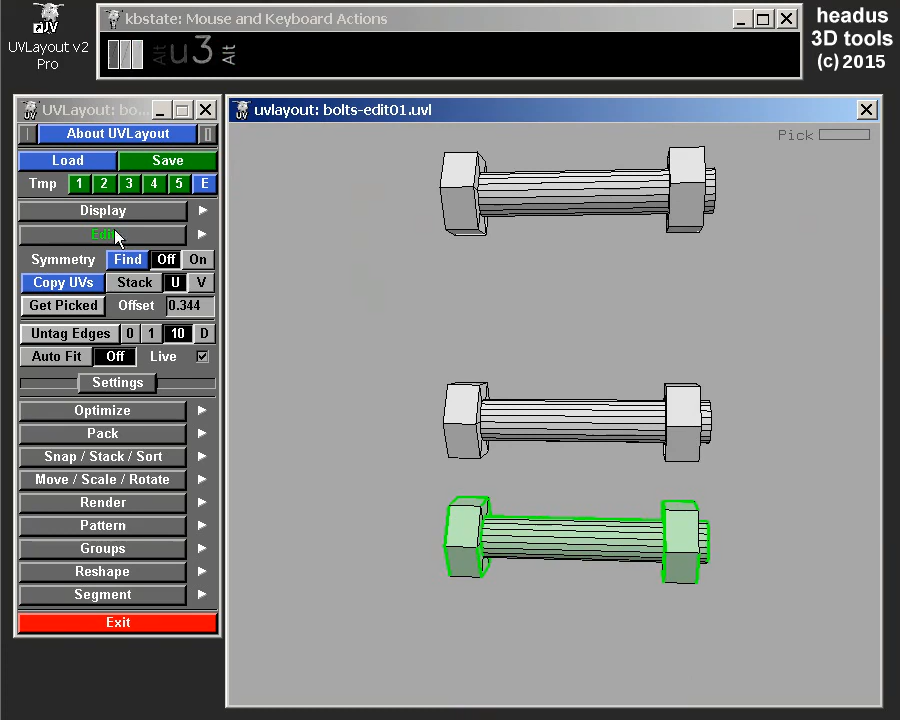 kbstate: Mouse and Keyboard Actions
headus
3D tools
(c) 2015
UVLayout v2
Pro
Alt u3 Alt
UVLayout: bo...
uvlayout: bolts-edit01.uvl
About UVLayout
Pick
Load Save
Tmp 1 2 3 4 5 E
Display
Edit
Symmetry Find Off On
Copy UVs Stack U V
Get Picked Offset 0.344
Untag Edges 0 1 10 D
Auto Fit Off Live
Settings
Optimize
Pack
Snap / Stack / Sort
Move / Scale / Rotate
Render
Pattern
Groups
Reshape
Segment
Exit